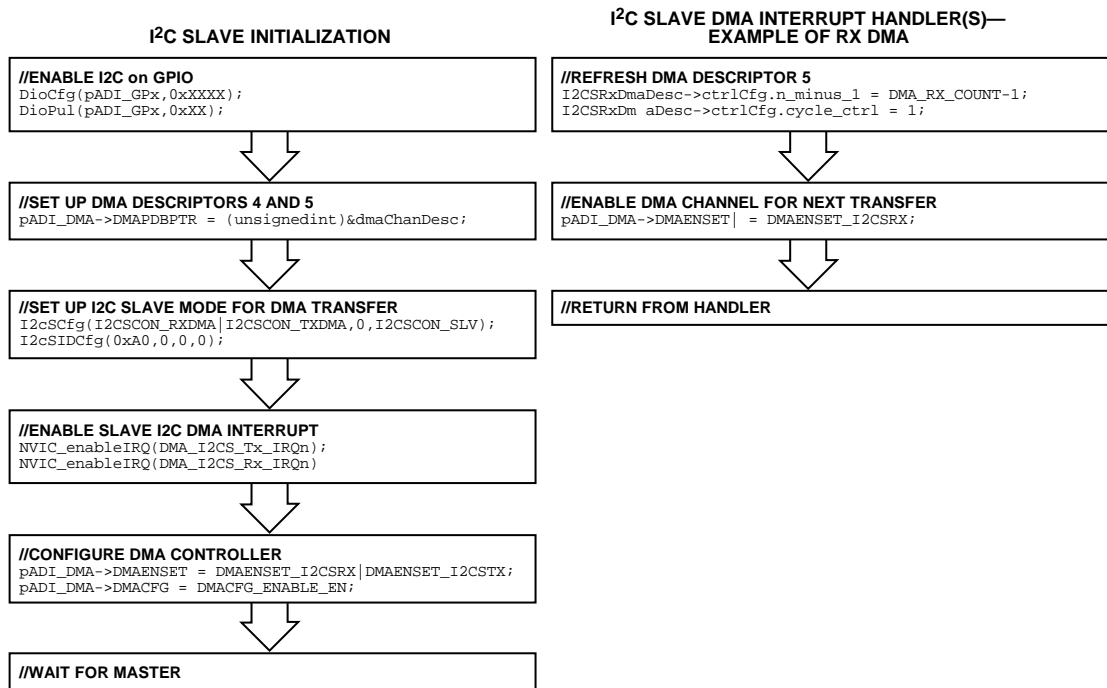 I²C SLAVE INITIALIZATION
//ENABLE I2C on GPIO
DioCfg(pADI_GPx,0xXXXX);
DioPul(pADI_GPx,0xXX);
//SET UP DMA DESCRIPTORS 4 AND 5
pADI_DMA->DMAPDBPTR = (unsignedint)&dmaChanDesc;
//SET UP I2C SLAVE MODE FOR DMA TRANSFER
I2cSCfg(I2CSCON_RXDMA|I2CSCON_TXDMA,0,I2CSCON_SLV);
I2cSIDCfg(0xA0,0,0,0);
//ENABLE SLAVE I2C DMA INTERRUPT
NVIC_enableIRQ(DMA_I2CS_Tx_IRQn);
NVIC_enableIRQ(DMA_I2CS_Rx_IRQn)
//CONFIGURE DMA CONTROLLER
pADI_DMA->DMAENSET = DMAENSET_I2CSRX|DMAENSET_I2CSTX;
pADI_DMA->DMACFG = DMACFG_ENABLE_EN;
//WAIT FOR MASTER
I²C SLAVE DMA INTERRUPT HANDLER(S)—
EXAMPLE OF RX DMA
//REFRESH DMA DESCRIPTOR 5
I2CSRxDmaDesc->ctrlCfg.n_minus_1 = DMA_RX_COUNT-1;
I2CSRxDm aDesc->ctrlCfg.cycle_ctrl = 1;
//ENABLE DMA CHANNEL FOR NEXT TRANSFER
pADI_DMA->DMAENSET| = DMAENSET_I2CSRX;
//RETURN FROM HANDLER